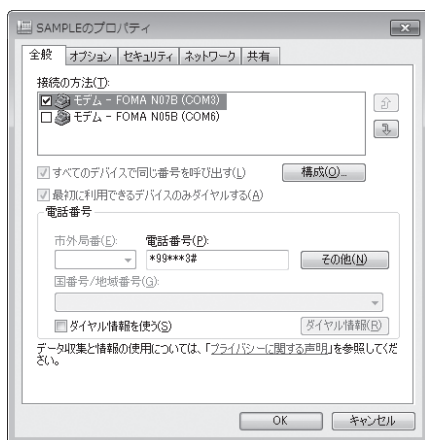 SAMPLEのプロパティ
全般 オプション セキュリティ ネットワーク 共有
接続の方法(T):
モデム - FOMA N07B (COM3)
モデム - FOMA N05B (COM6)
すべてのデバイスで同じ番号を呼び出す(L) 構成(O)...
最初に利用できるデバイスのみダイヤルする(A)
電話番号
市外局番(E): 電話番号(P):
*99***3# その他(N)
国番号/地域番号(G):
ダイヤル情報を使う(S) ダイヤル情報(R)
データ収集と情報の使用については、「プライバシーに関する声明」を参照してくだ
さい。
OK キャンセル